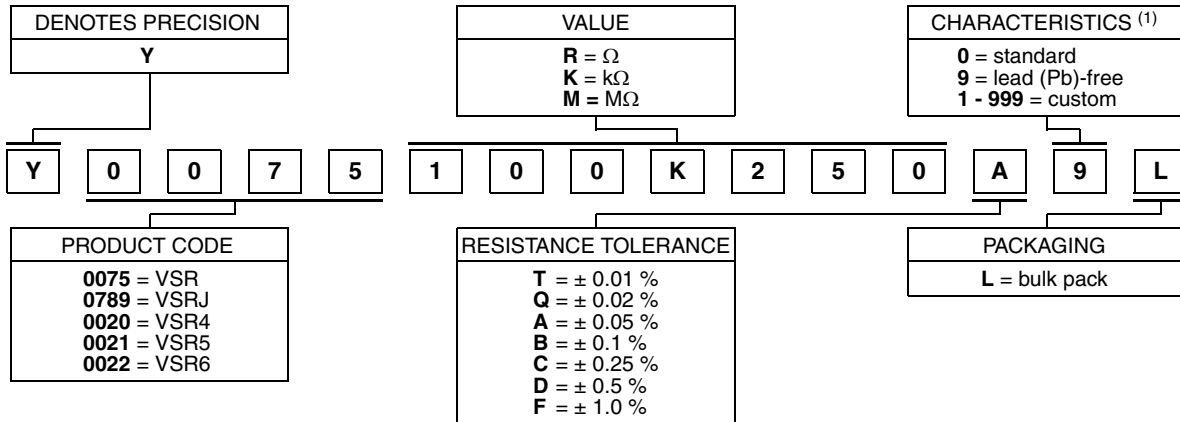 DENOTES PRECISION
Y
VALUE
R = Ω
K = kΩ
M = MΩ
CHARACTERISTICS (1)
0 = standard
9 = lead (Pb)-free
1 - 999 = custom
Y 0 0 7 5 1 0 0 K 2 5 0 A 9 L
PRODUCT CODE
0075 = VSR
0789 = VSRJ
0020 = VSR4
0021 = VSR5
0022 = VSR6
RESISTANCE TOLERANCE
T = ± 0.01 %
Q = ± 0.02 %
A = ± 0.05 %
B = ± 0.1 %
C = ± 0.25 %
D = ± 0.5 %
F = ± 1.0 %
PACKAGING
L = bulk pack